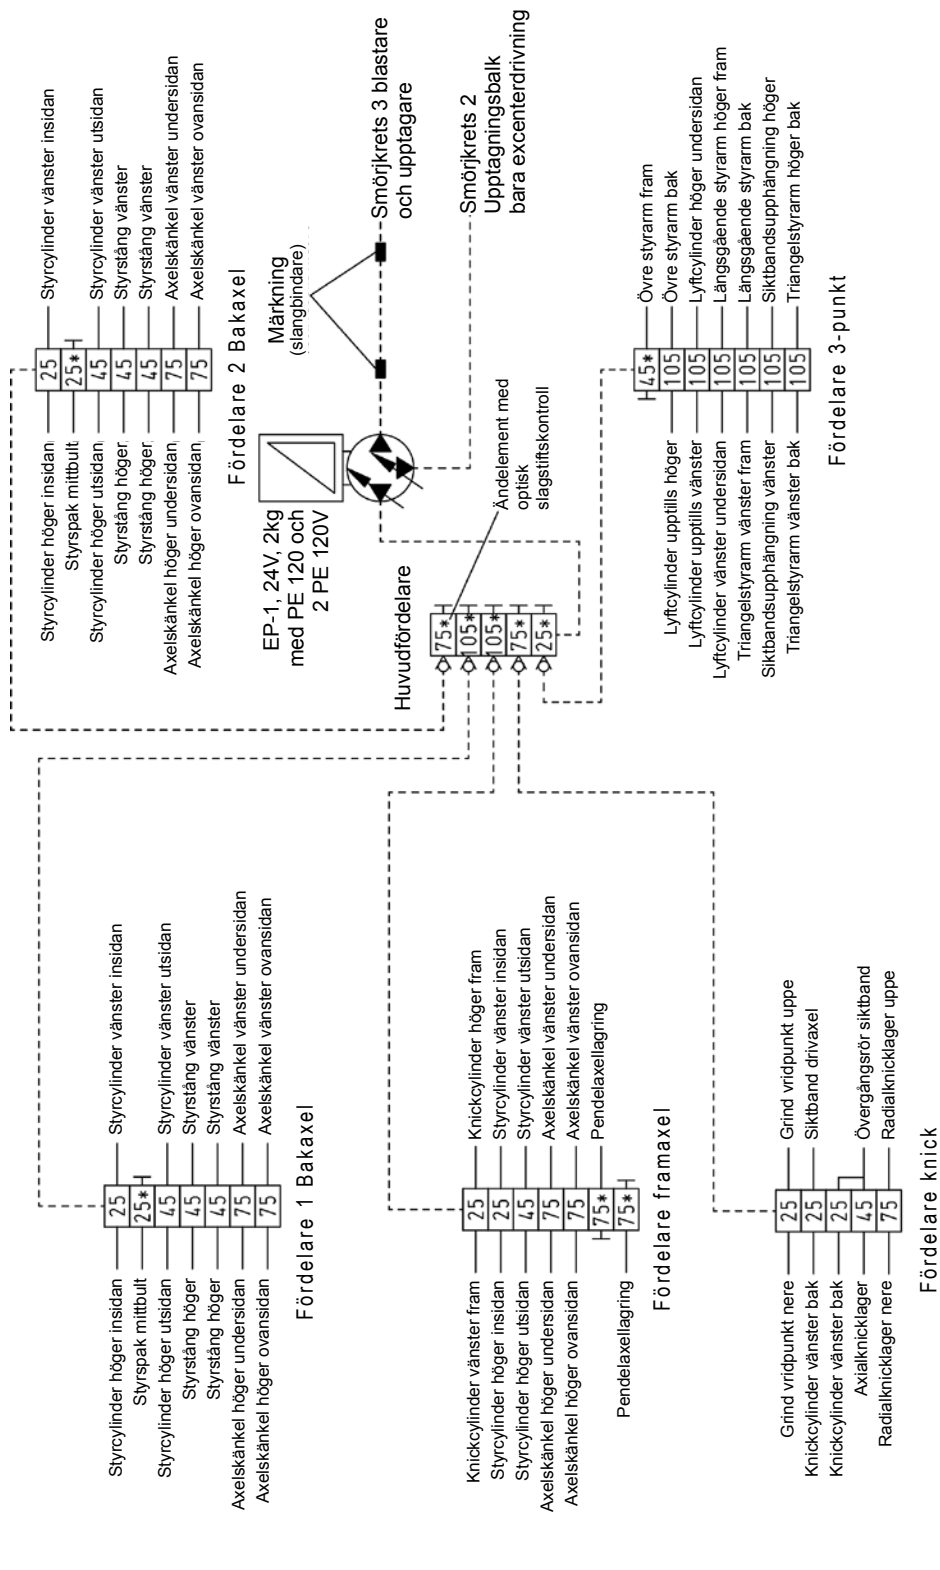 Styrcylinder höger insidan
25
Styrcylinder vänster insidan
Styrspak mittbult
25*
Styrcylinder höger utsidan
45
Styrcylinder vänster utsidan
Styrstång höger
45
Styrstång vänster
Styrstång höger
45
Styrstång vänster
Axelskänkel höger undersidan
75
Axelskänkel vänster undersidan
Axelskänkel höger ovansidan
75
Axelskänkel vänster ovansidan
Fördelare 1 Bakaxel
Styrcylinder höger insidan
25
Styrcylinder vänster insidan
Styrspak mittbult
25*
Styrcylinder höger utsidan
45
Styrcylinder vänster utsidan
Styrstång höger
45
Styrstång vänster
Styrstång höger
45
Styrstång vänster
Axelskänkel höger undersidan
75
Axelskänkel vänster undersidan
Axelskänkel höger ovansidan
75
Axelskänkel vänster ovansidan
Fördelare 2 Bakaxel
EP-1, 24V, 2kg
med PE 120 och
2 PE 120V
Märkning
(slangbindare)
Smörjkrets 3 blastare
och upptagare
Smörjkrets 2
Upptagningsbalk
bara excenterdrivning
Huvudfördelare
75*
105*
105*
75*
25*
Ändelement med
optisk
slagstiftskontroll
Knickcylinder vänster fram
25
Knickcylinder höger fram
Styrcylinder höger insidan
25
Styrcylinder vänster insidan
Styrcylinder höger utsidan
45
Styrcylinder vänster utsidan
Axelskänkel höger undersidan
75
Axelskänkel vänster undersidan
Axelskänkel höger ovansidan
75
Axelskänkel vänster ovansidan
75*
Pendelaxellagring
Pendelaxellagring
75*
Fördelare framaxel
45*
Övre styrarm fram
Lyftcylinder upptills höger
105
Övre styrarm bak
Lyftcylinder upptills vänster
105
Lyftcylinder höger undersidan
Lyftcylinder vänster undersidan
105
Längsgående styrarm höger fram
Triangelstyrarm vänster fram
105
Längsgående styrarm bak
Siktbandsupphängning vänster
105
Siktbandsupphängning höger
Triangelstyrarm vänster bak
105
Triangelstyrarm höger bak
Fördelare 3-punkt
Grind vridpunkt nere
25
Grind vridpunkt uppe
Knickcylinder vänster bak
25
Siktband drivaxel
Knickcylinder vänster bak
25
Axialknicklager
45
Övergångsrör siktband
Radialknicklager nere
75
Radialknicklager uppe
Fördelare knick